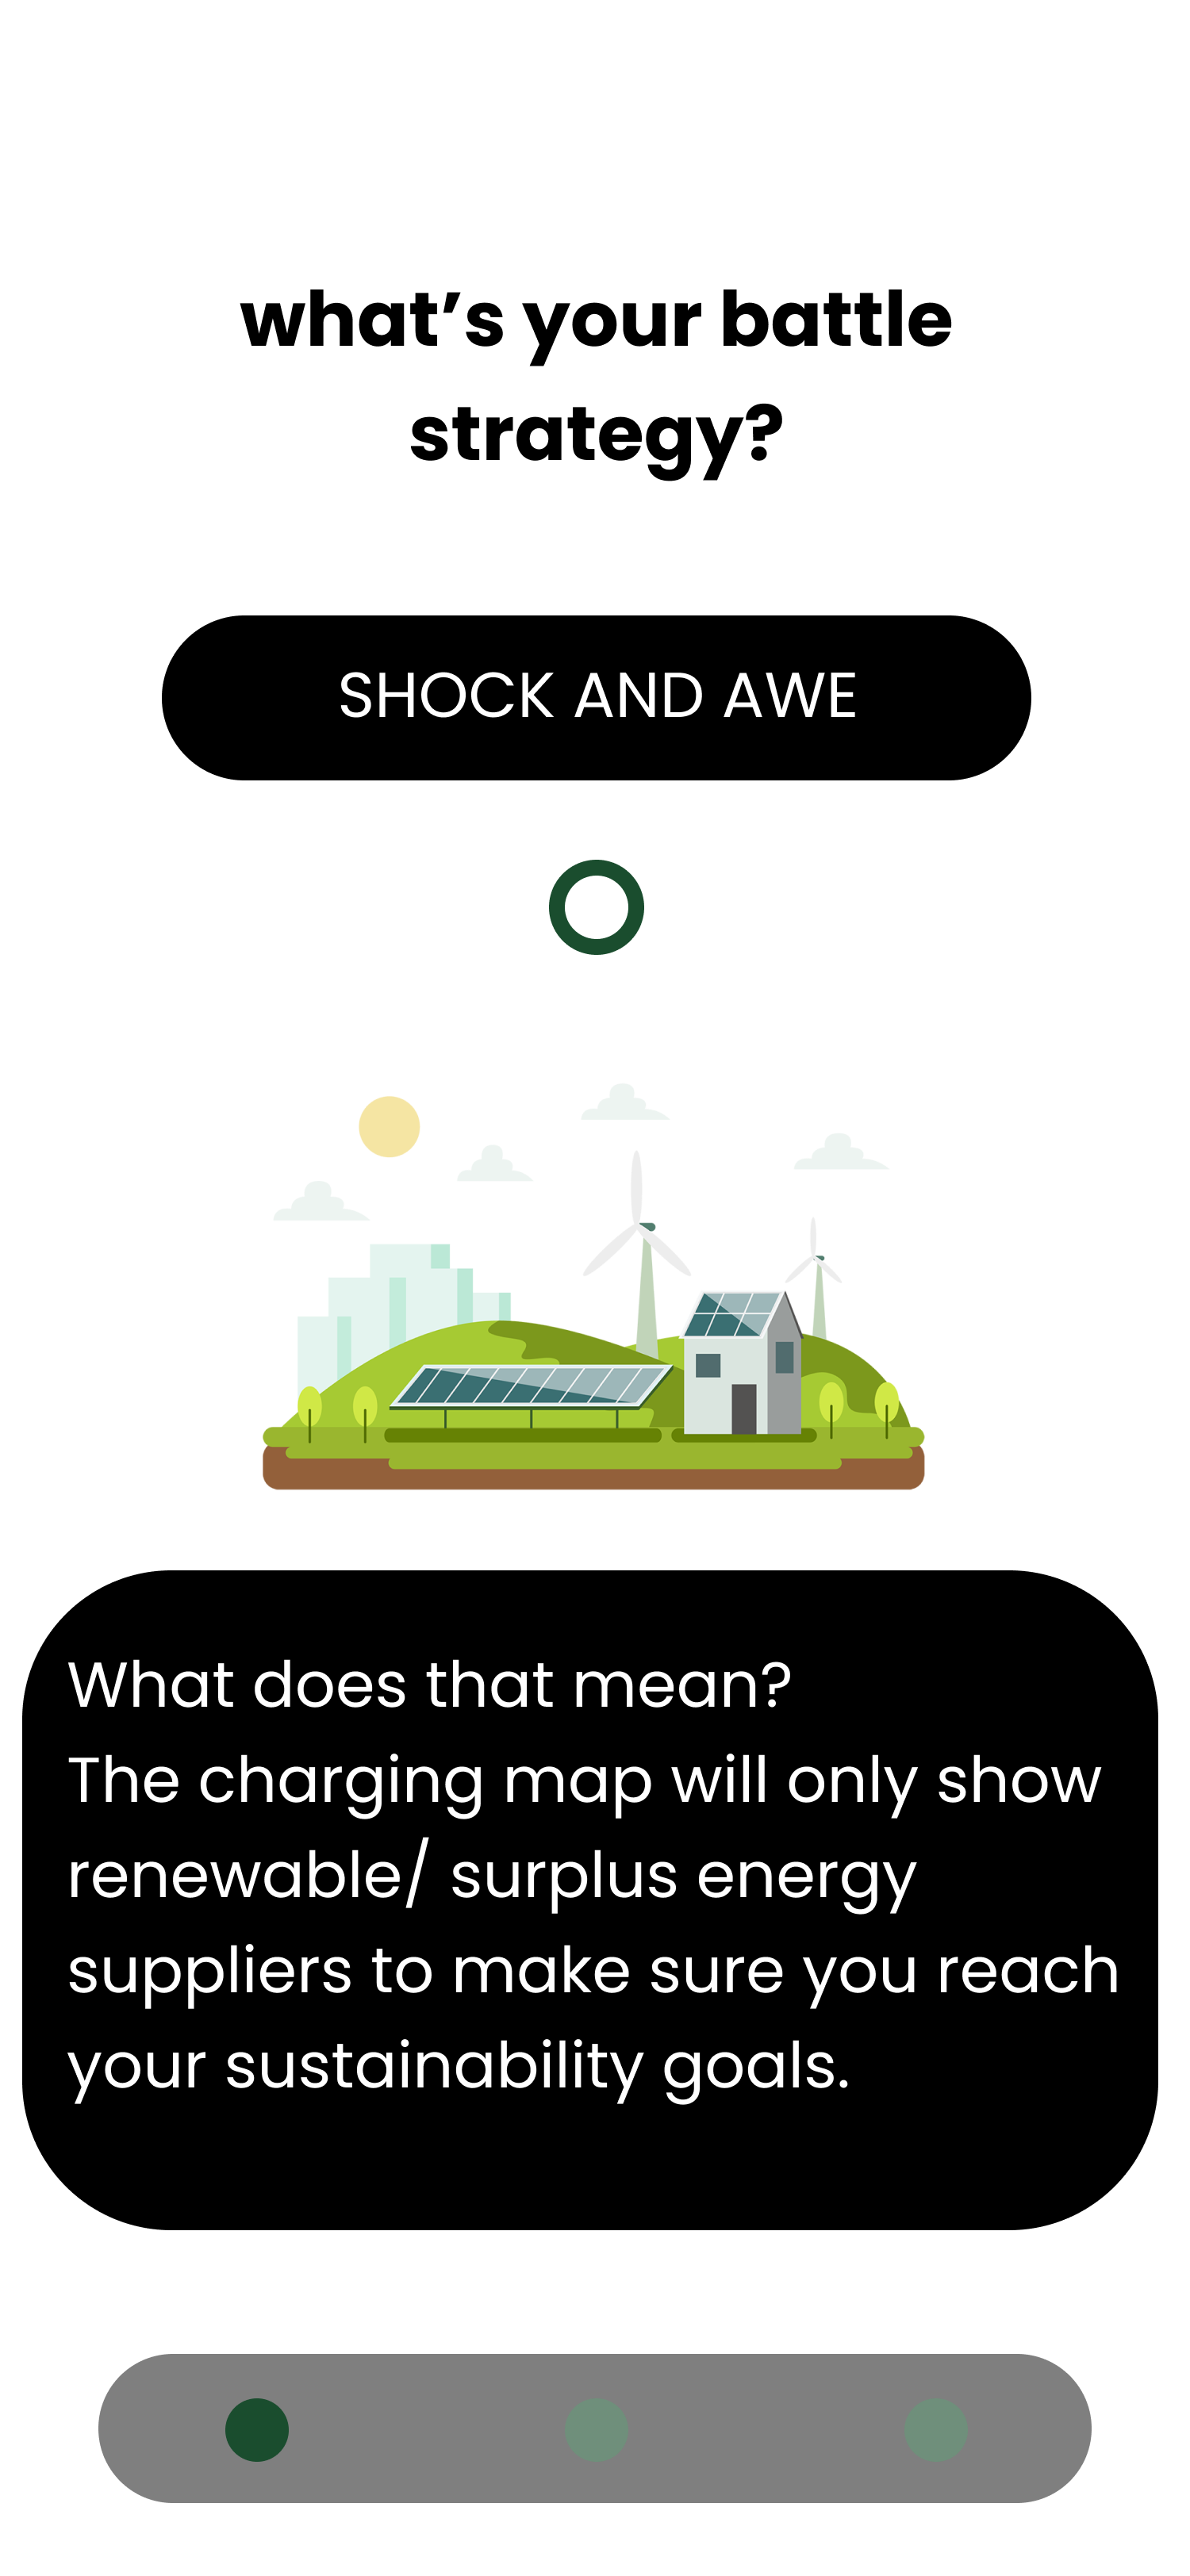 what’s your battle
strategy?
SHOCK AND AWE
What does that mean?
The charging map will only show
renewable/ surplus energy
suppliers to make sure you reach
your sustainability goals.